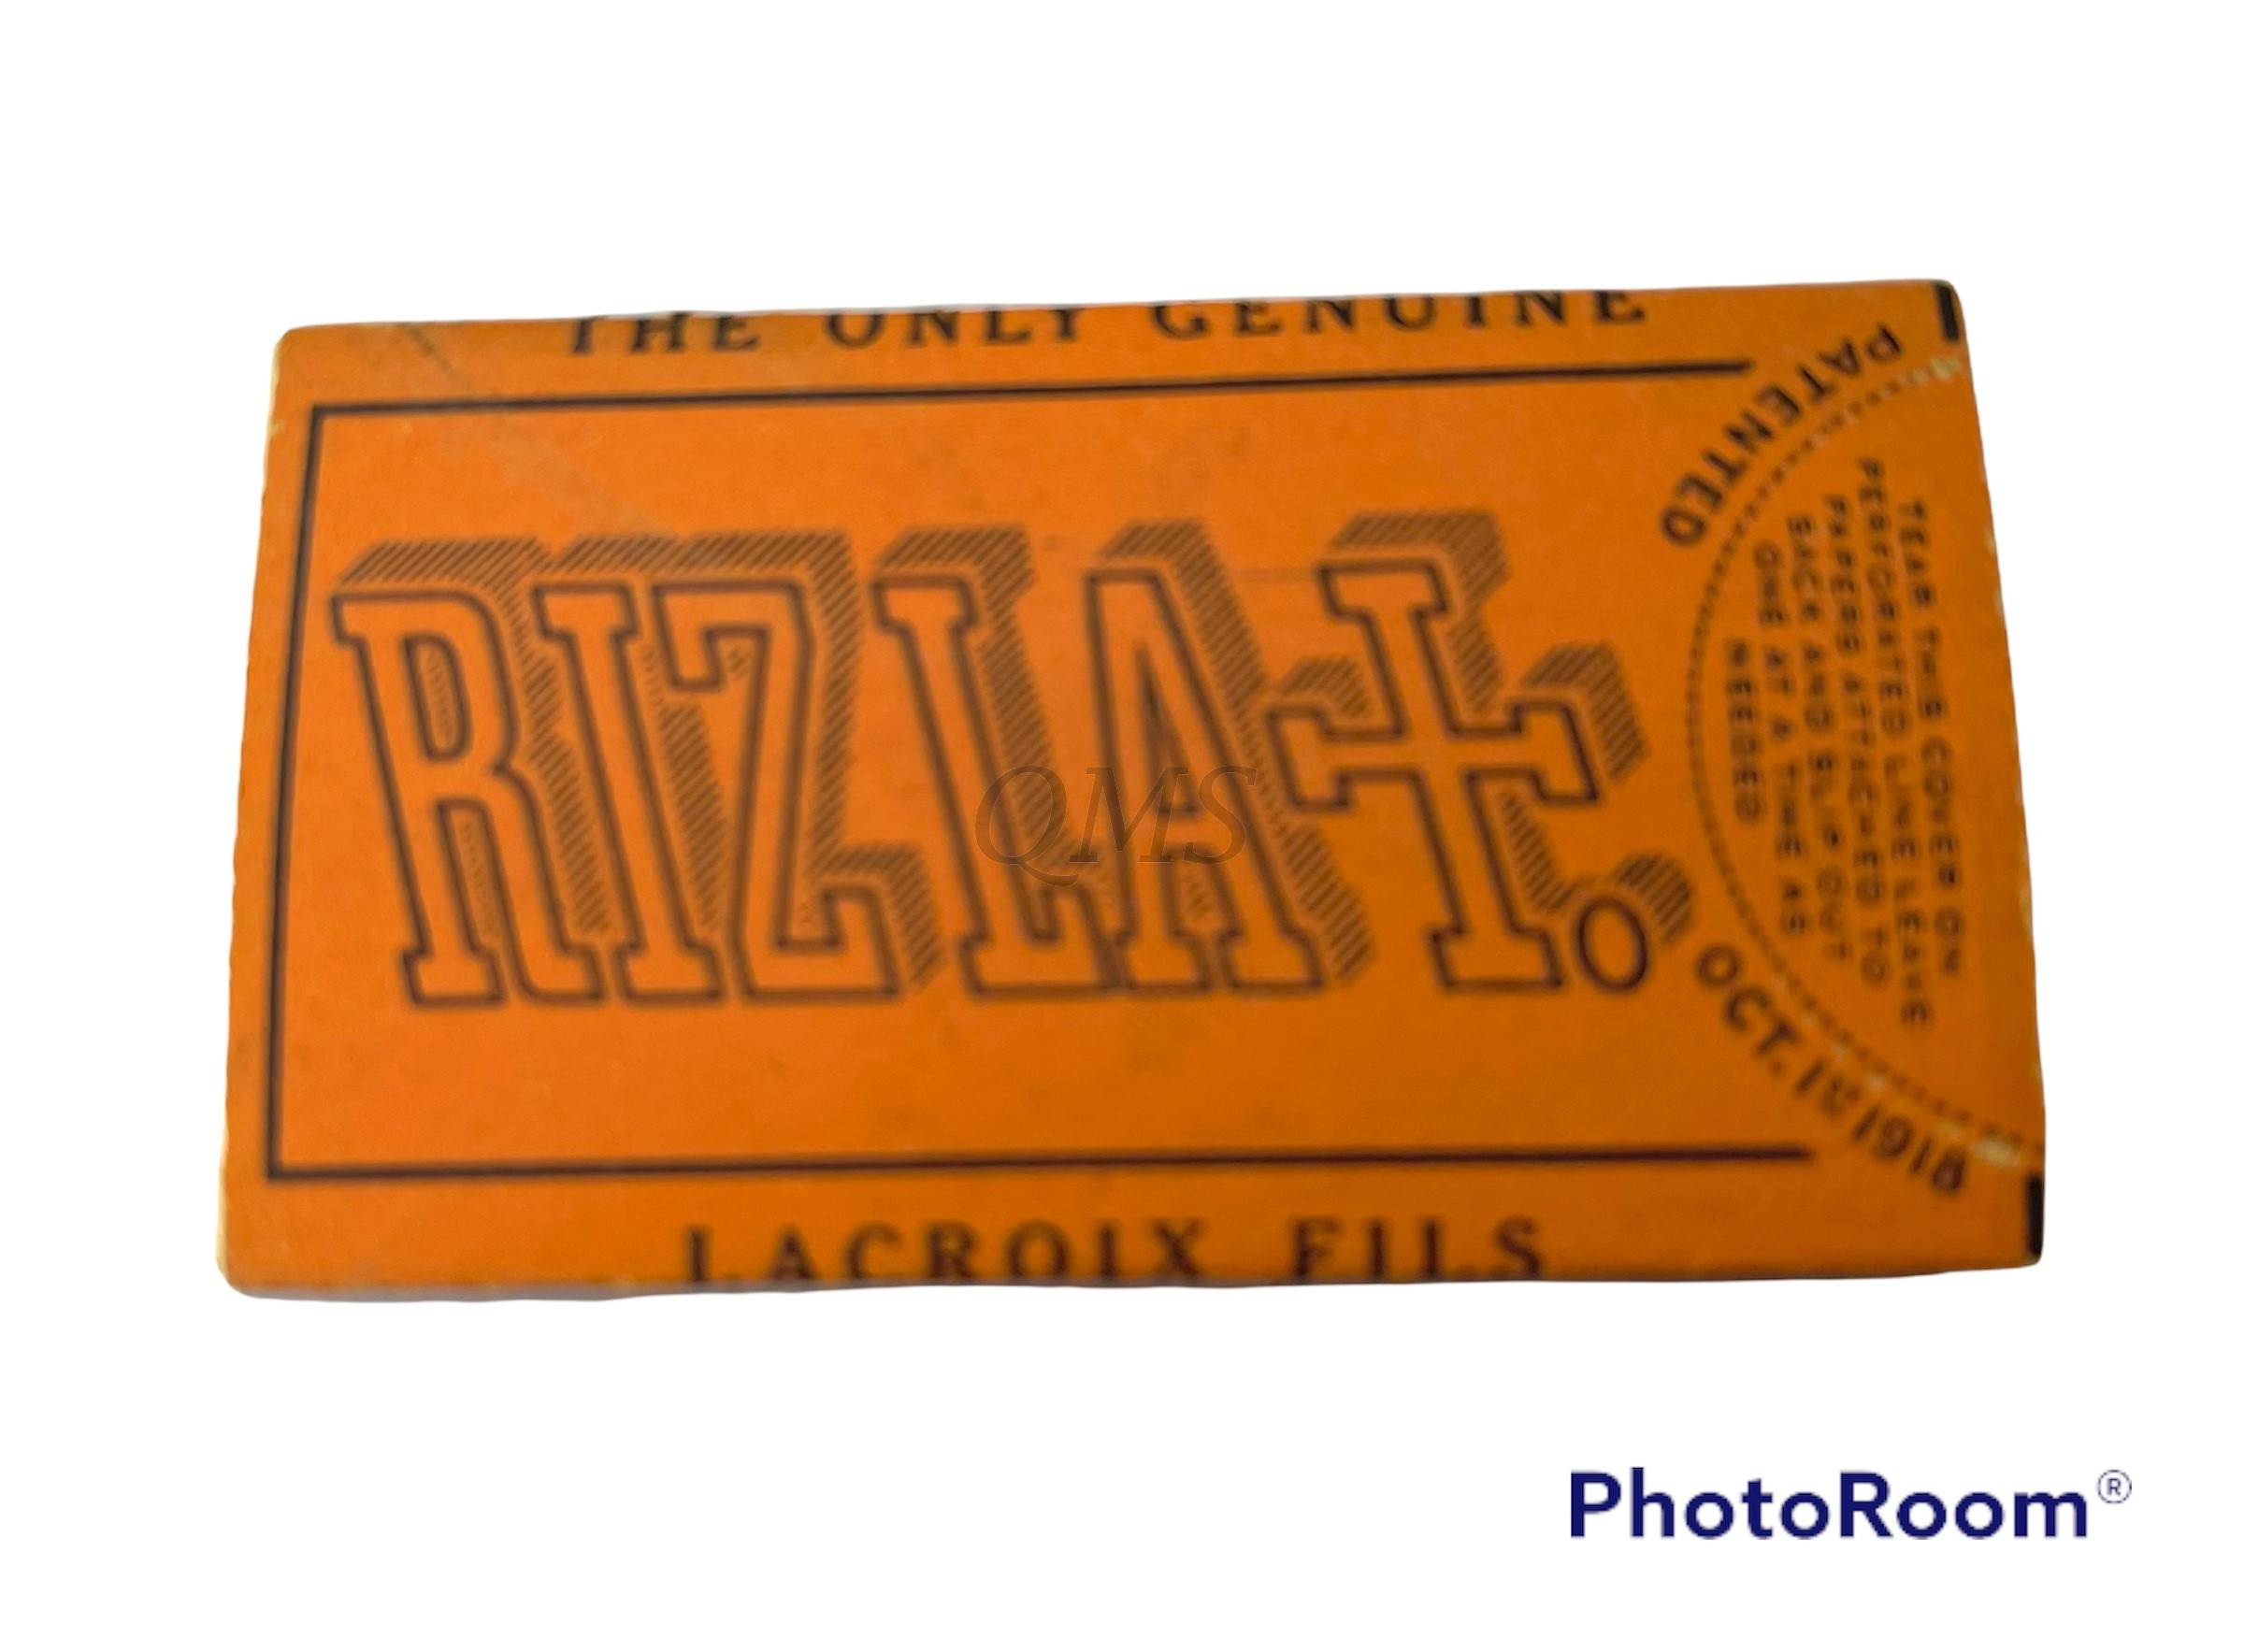 THE ONLY GENUINE
RIZLA+.
LACROIX FILS
PATENTED
OCT. 1ST 1918
TEAR THIS COVER ON
PERFORATED LINE LEAVE
PAPERS ATTACHED TO
BACK AND SLIP OUT
ONE AT A TIME AS
NEEDED
QMS
PhotoRoom®